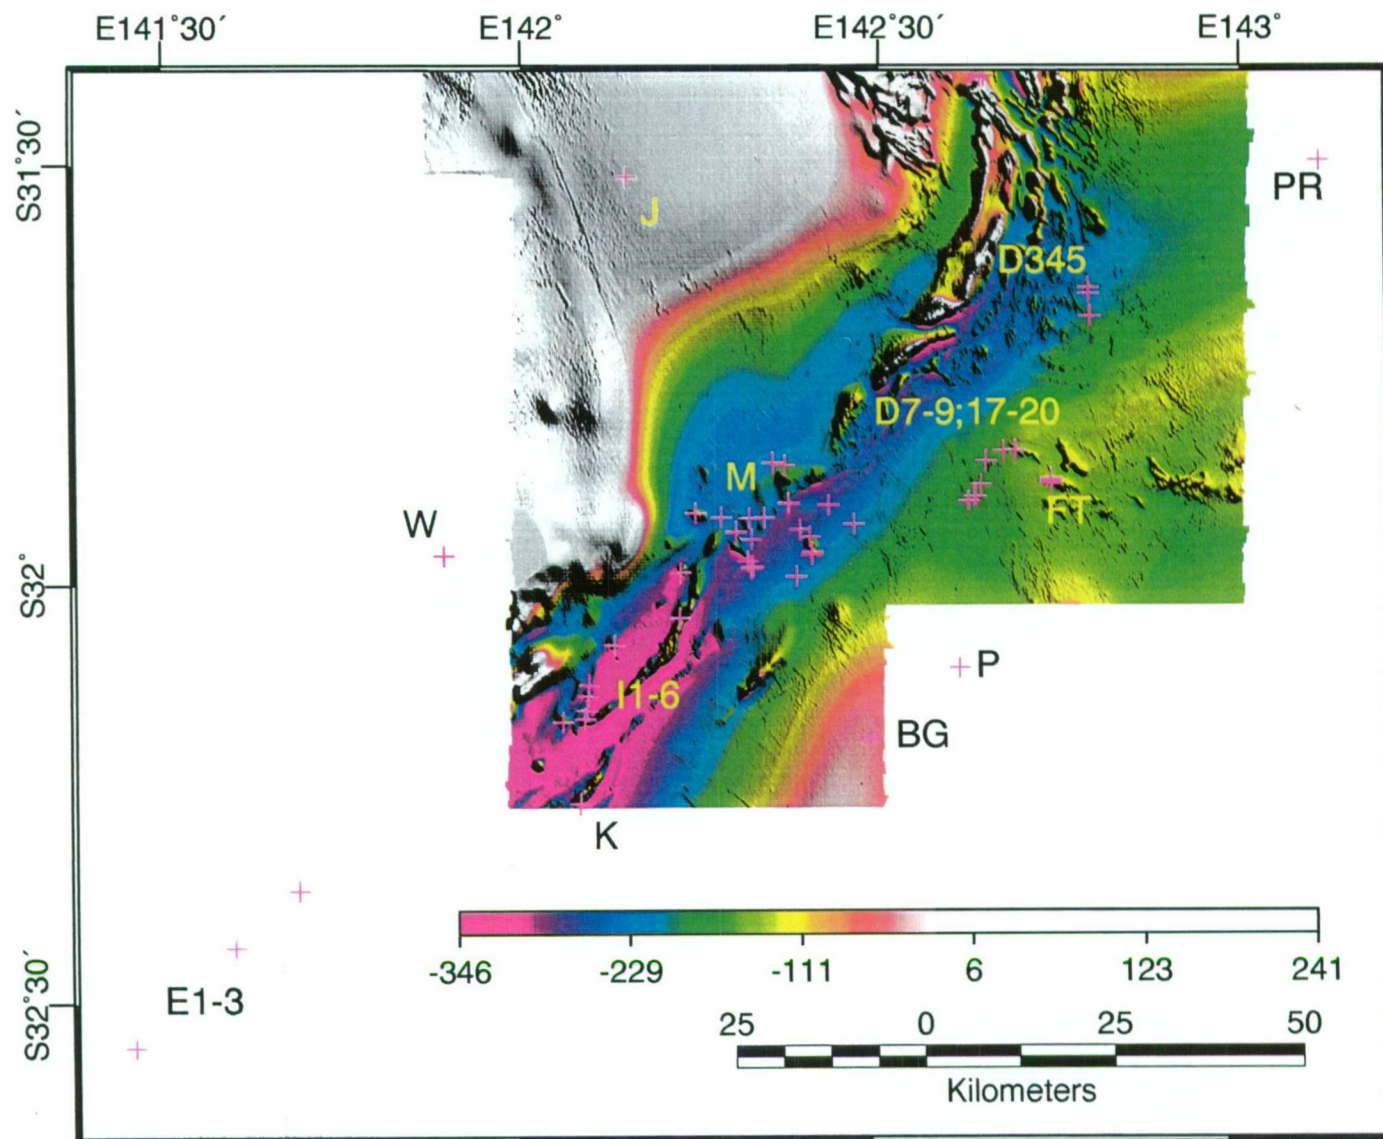 E141°30´ E142° E142°30´ E143°
S31°30´
PR
J
D345
D7-9;17-20
M
FT
W
S32°
P
I1-6
BG
K
-346 -229 -111 6 123 241
S32°30´
E1-3
25 0 25 50
Kilometers